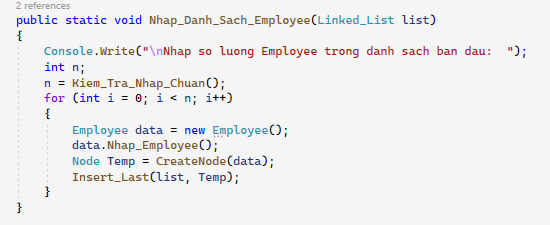 2 references
public static void Nhap_Danh_Sach_Employee(Linked_List list)
{
Console.Write("\nNhap so luong Employee trong danh sach ban dau:  ");
int n;
n = Kiem_Tra_Nhap_Chuan();
for (int i = 0; i < n; i++)
{
Employee data = new Employee();
data.Nhap_Employee();
Node Temp = CreateNode(data);
Insert_Last(list, Temp);
}
}